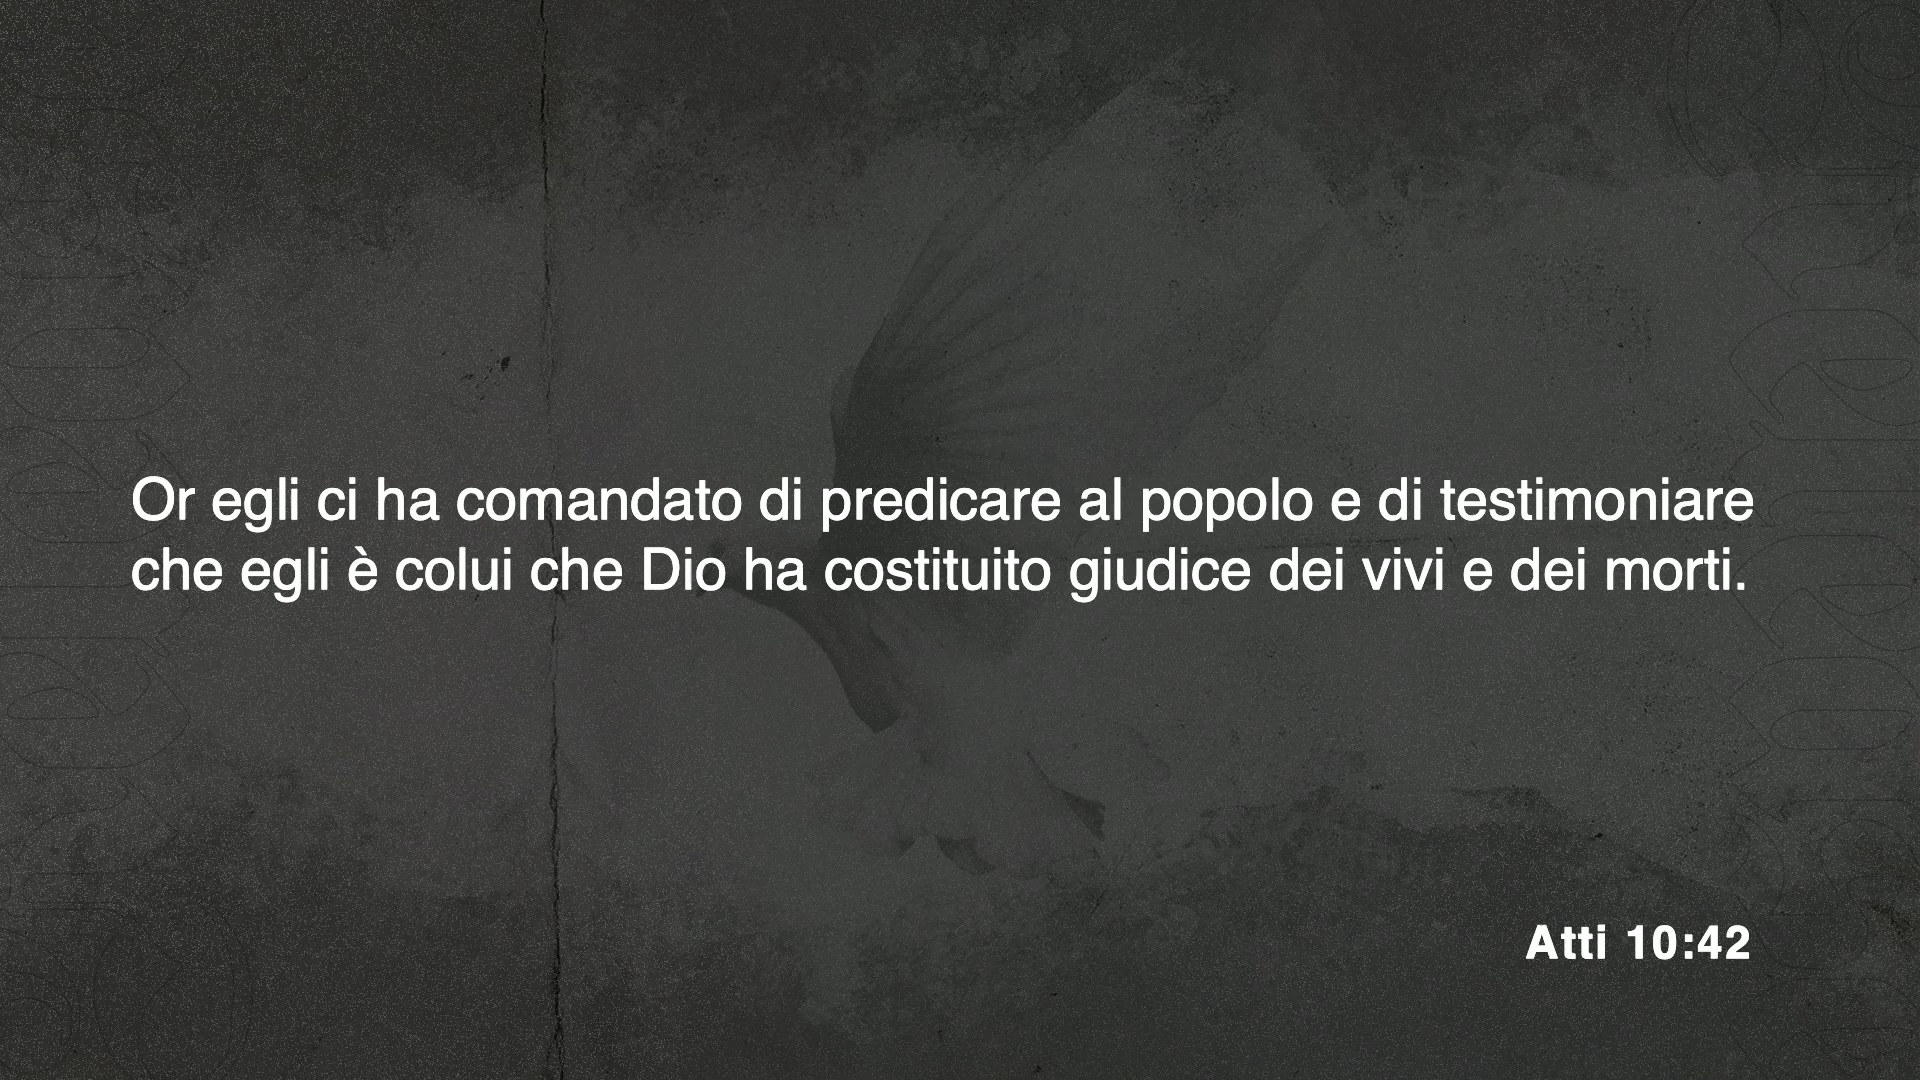 Or egli ci ha comandato di predicare al popolo e di testimoniare
che egli è colui che Dio ha costituito giudice dei vivi e dei morti.
Atti 10:42